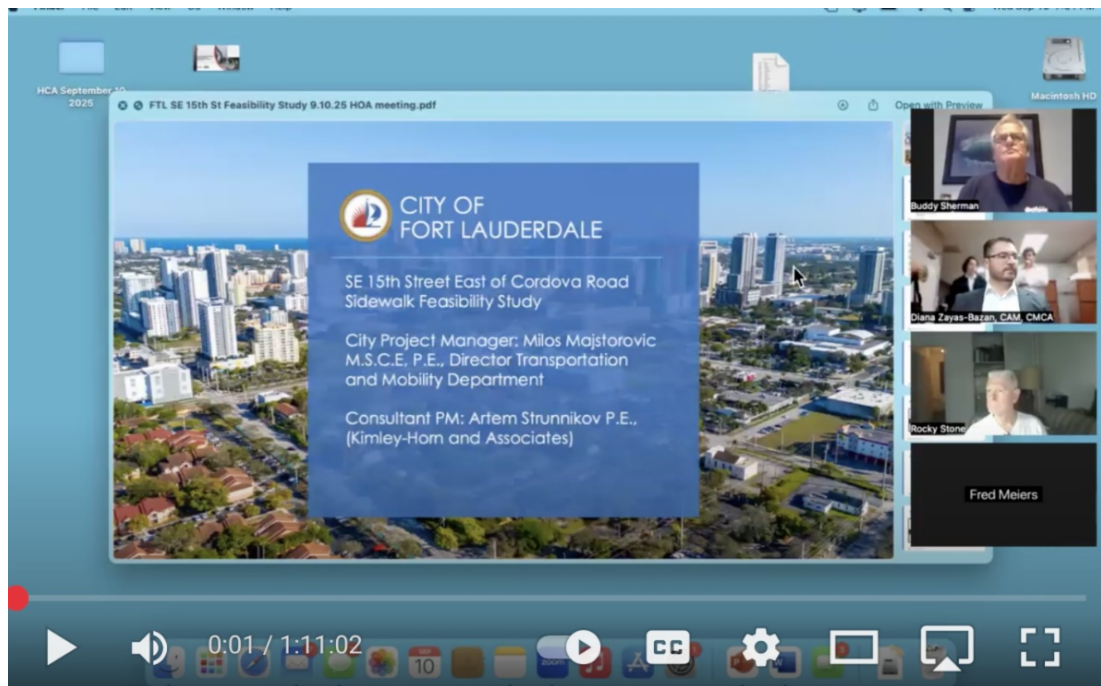 HCA September 10
2025
FTL SE 15th St Feasibility Study 9.10.25 HOA meeting.pdf
Open with Preview
Macintosh HD
CITY OF
FORT LAUDERDALE
SE 15th Street East of Cordova Road
Sidewalk Feasibility Study
City Project Manager: Milos Majstorovic
M.S.C.E, P.E., Director Transportation
and Mobility Department
Consultant PM: Artem Strunnikov P.E.,
(Kimley-Horn and Associates)
Buddy Sherman
Diana Zayas-Bazan, CAM, CMCA
Rocky Stone
Fred Meiers
0:01 / 1:11:02
CC
SEP
10
zoom